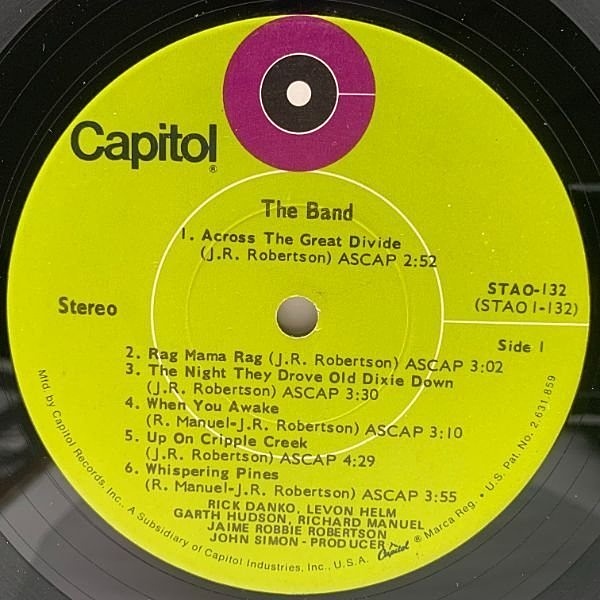 Capitol®
The Band
1. Across The Great Divide
(J.R. Robertson) ASCAP 2:52
STAO-132
(STAO 1-132)
Stereo
Side 1
2. Rag Mama Rag (J.R. Robertson) ASCAP 3:02
3. The Night They Drove Old Dixie Down
(J.R. Robertson) ASCAP 3:30
4. When You Awake
(R. Manuel-J.R. Robertson) ASCAP 3:10
5. Up On Cripple Creek
(J.R. Robertson) ASCAP 4:29
6. Whispering Pines
(R. Manuel-J.R. Robertson) ASCAP 3:55
RICK DANKO, LEVON HELM
GARTH HUDSON, RICHARD MANUEL
JAIME ROBBIE ROBERTSON
JOHN SIMON - PRODUCER
Mfd. by Capitol Records, Inc., A Subsidiary of Capitol Industries, Inc., U.S.A. Capitol ® Marca Reg. • U.S. Pat. No. 2,631,859